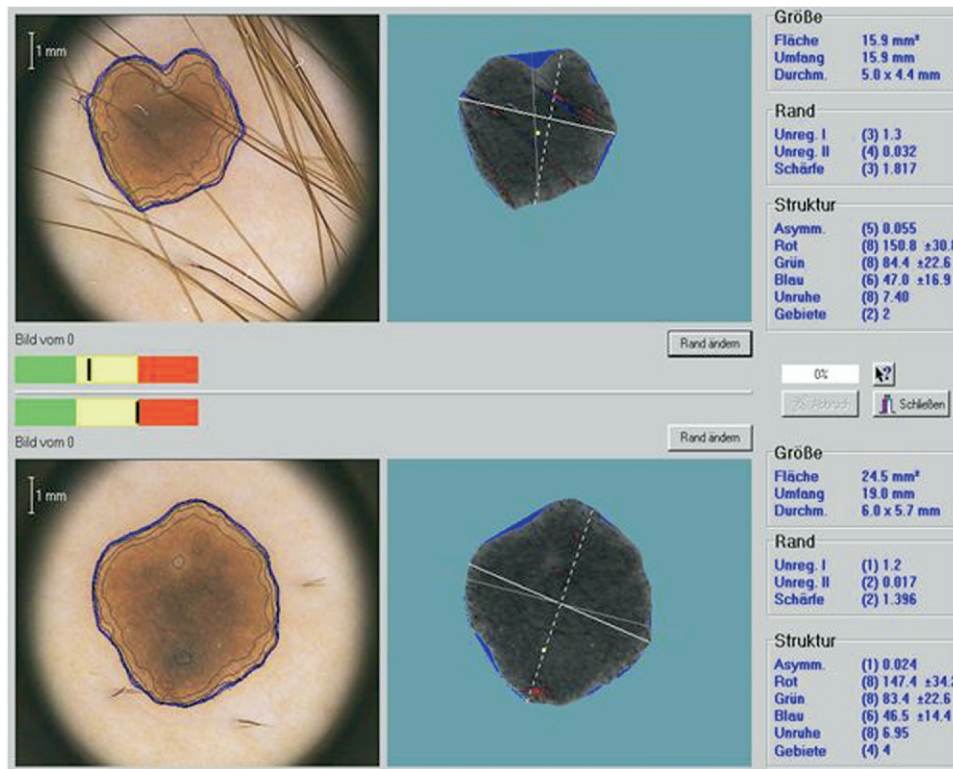 1 mm
Größe
Fläche 15.9 mm²
Umfang 15.9 mm
Durchm. 5.0 x 4.4 mm
Rand
Unreg. I (3) 1.3
Unreg. II (4) 0.032
Schärfe (3) 1.817
Struktur
Asymm. (5) 0.055
Rot (8) 150.8 ±30.8
Grün (8) 84.4 ±22.6
Blau (6) 47.0 ±16.9
Unruhe (8) 7.40
Gebiete (2) 2
Bild vom 0
Rand ändern
0%
?
Abbruch
Schließen
Bild vom 0
Rand ändern
1 mm
Größe
Fläche 24.5 mm²
Umfang 19.0 mm
Durchm. 6.0 x 5.7 mm
Rand
Unreg. I (1) 1.2
Unreg. II (2) 0.017
Schärfe (2) 1.396
Struktur
Asymm. (1) 0.024
Rot (8) 147.4 ±34.2
Grün (8) 83.4 ±22.6
Blau (6) 46.5 ±14.4
Unruhe (8) 6.95
Gebiete (4) 4